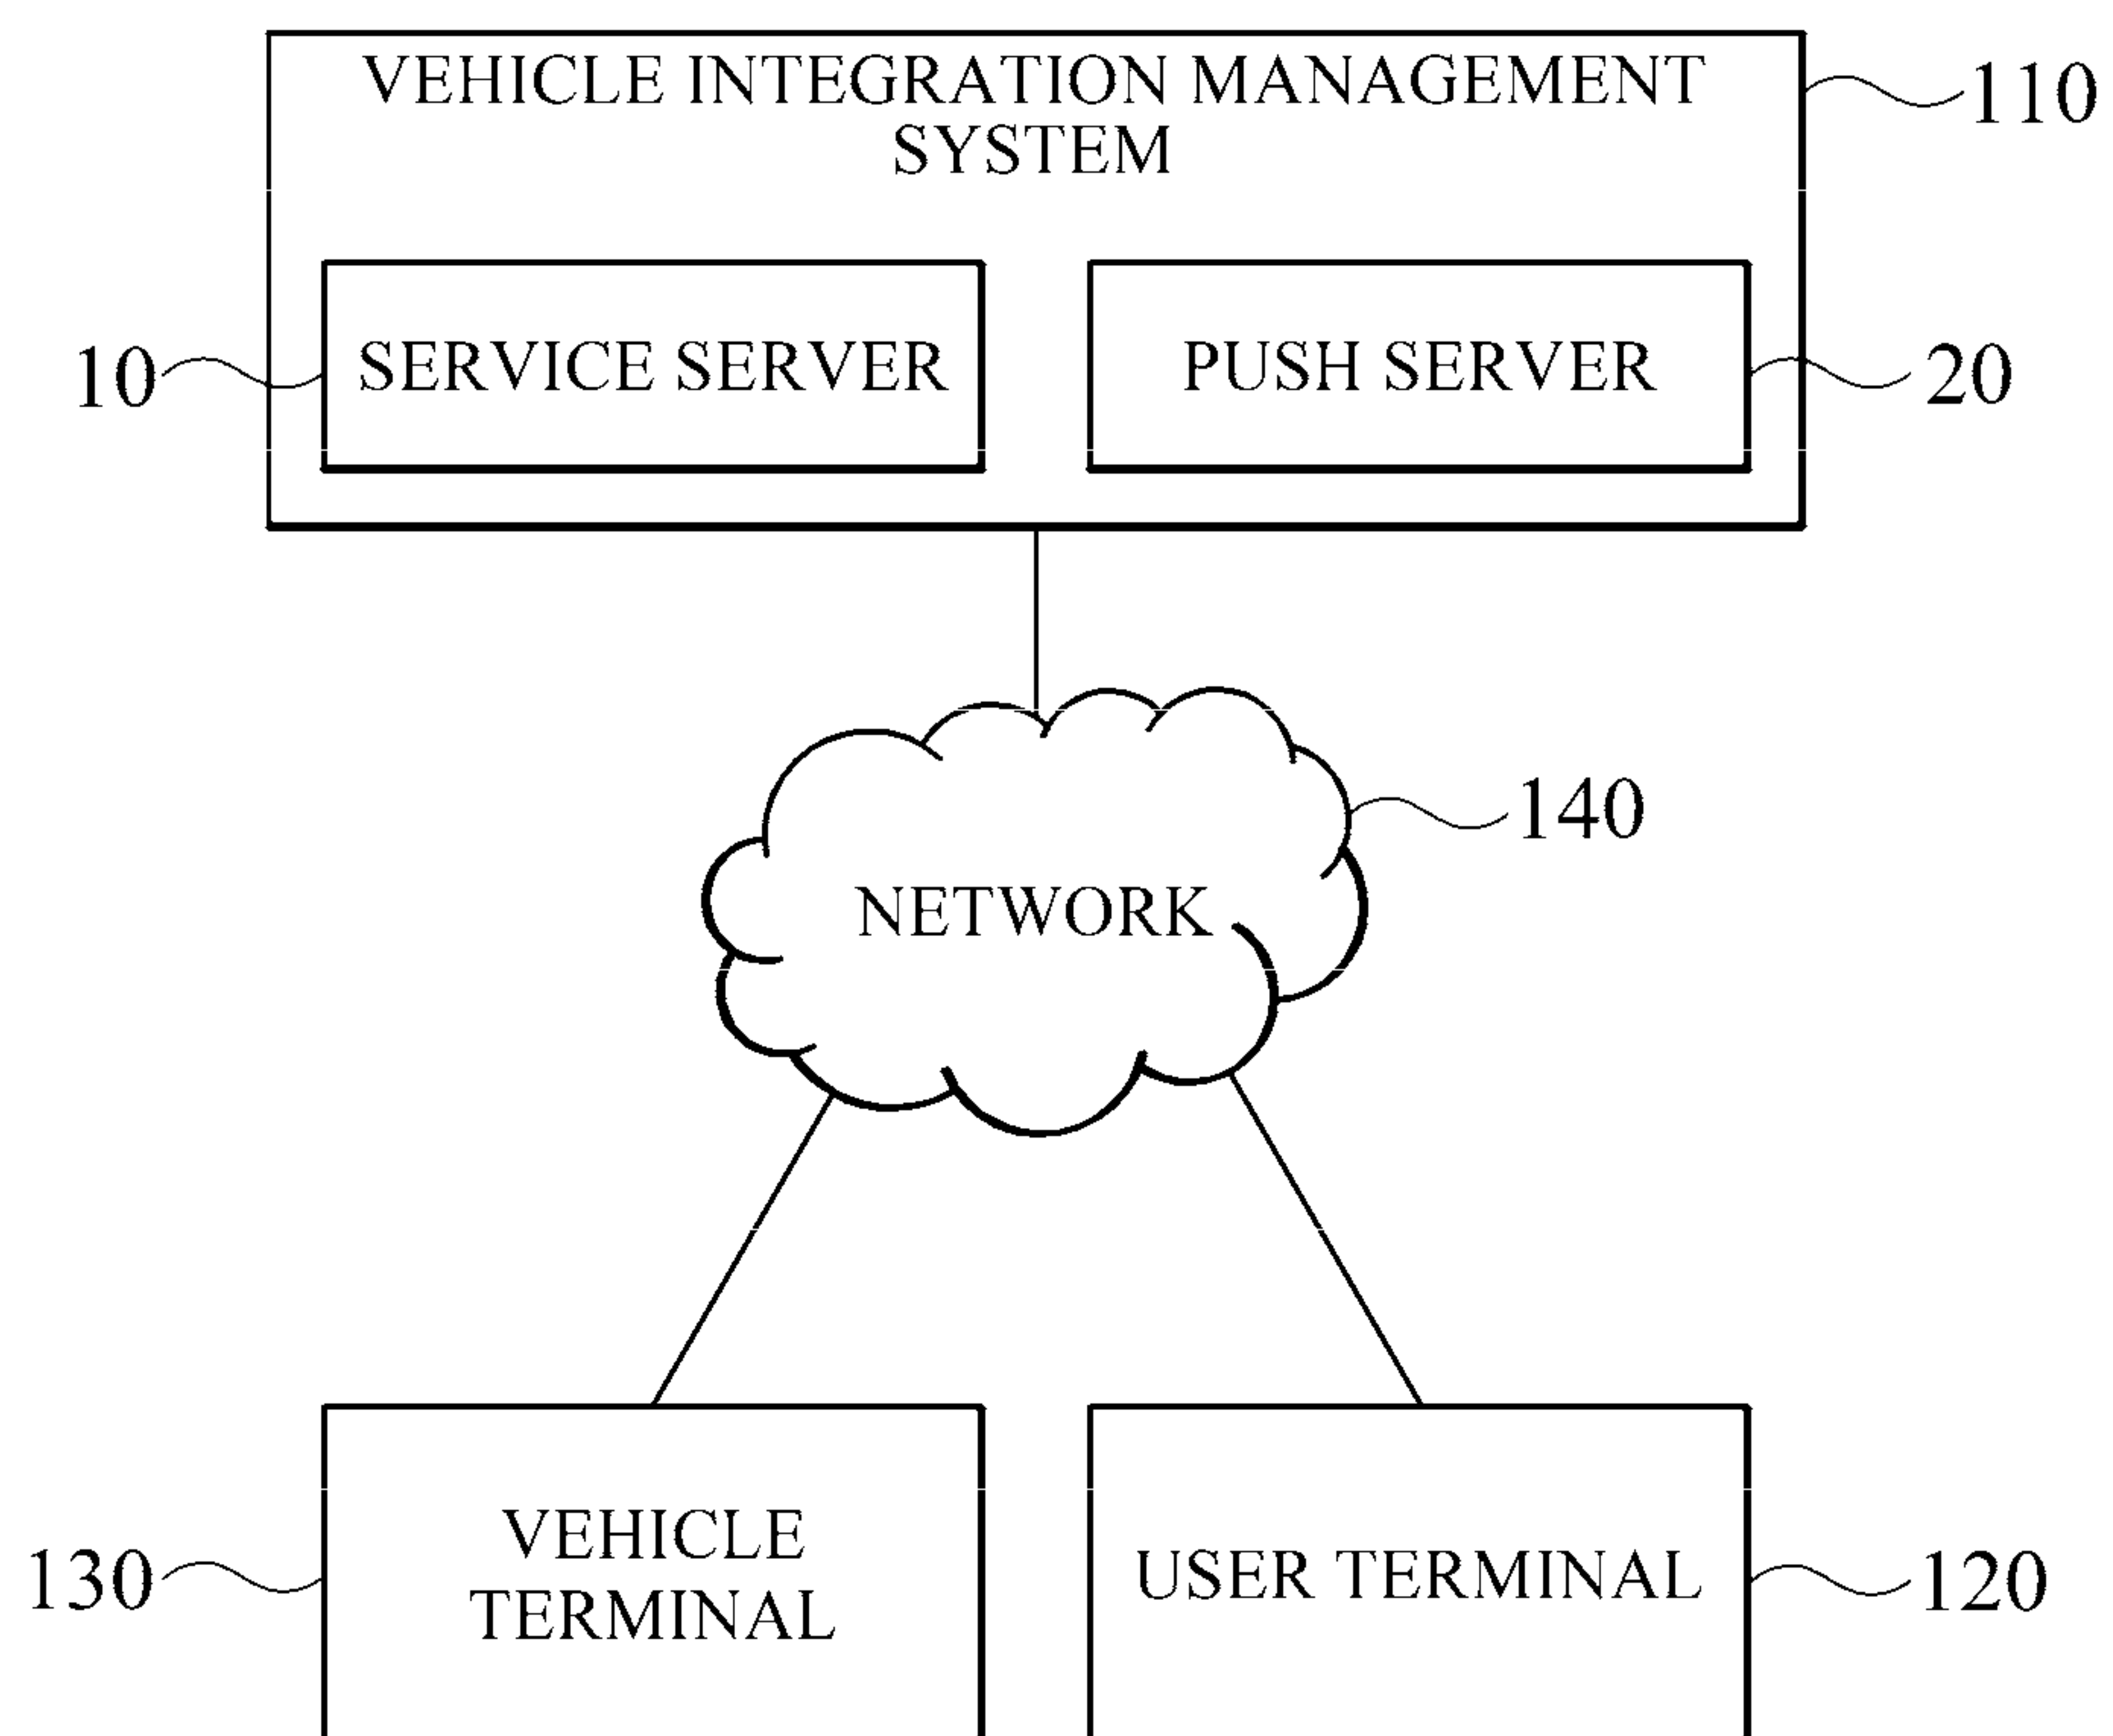 VEHICLE INTEGRATION MANAGEMENT
SYSTEM
110
10
SERVICE SERVER
PUSH SERVER
20
140
NETWORK
130
VEHICLE
TERMINAL
USER TERMINAL
120